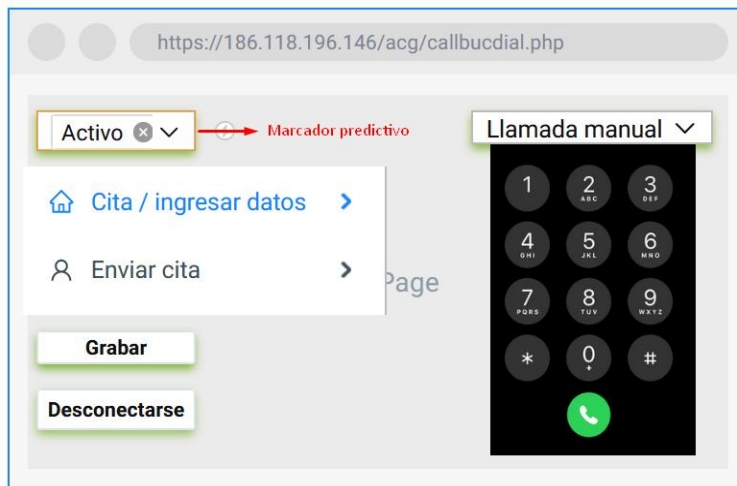 https://186.118.196.146/acg/callbucdial.php
Activo
Marcador predictivo
Llamada manual
Cita / ingresar datos
Enviar cita
Page
Grabar
Desconectarse
1
2 ABC
3 DEF
4 GHI
5 JKL
6 MNO
7 PQRS
8 TUV
9 WXYZ
*
0 +
#